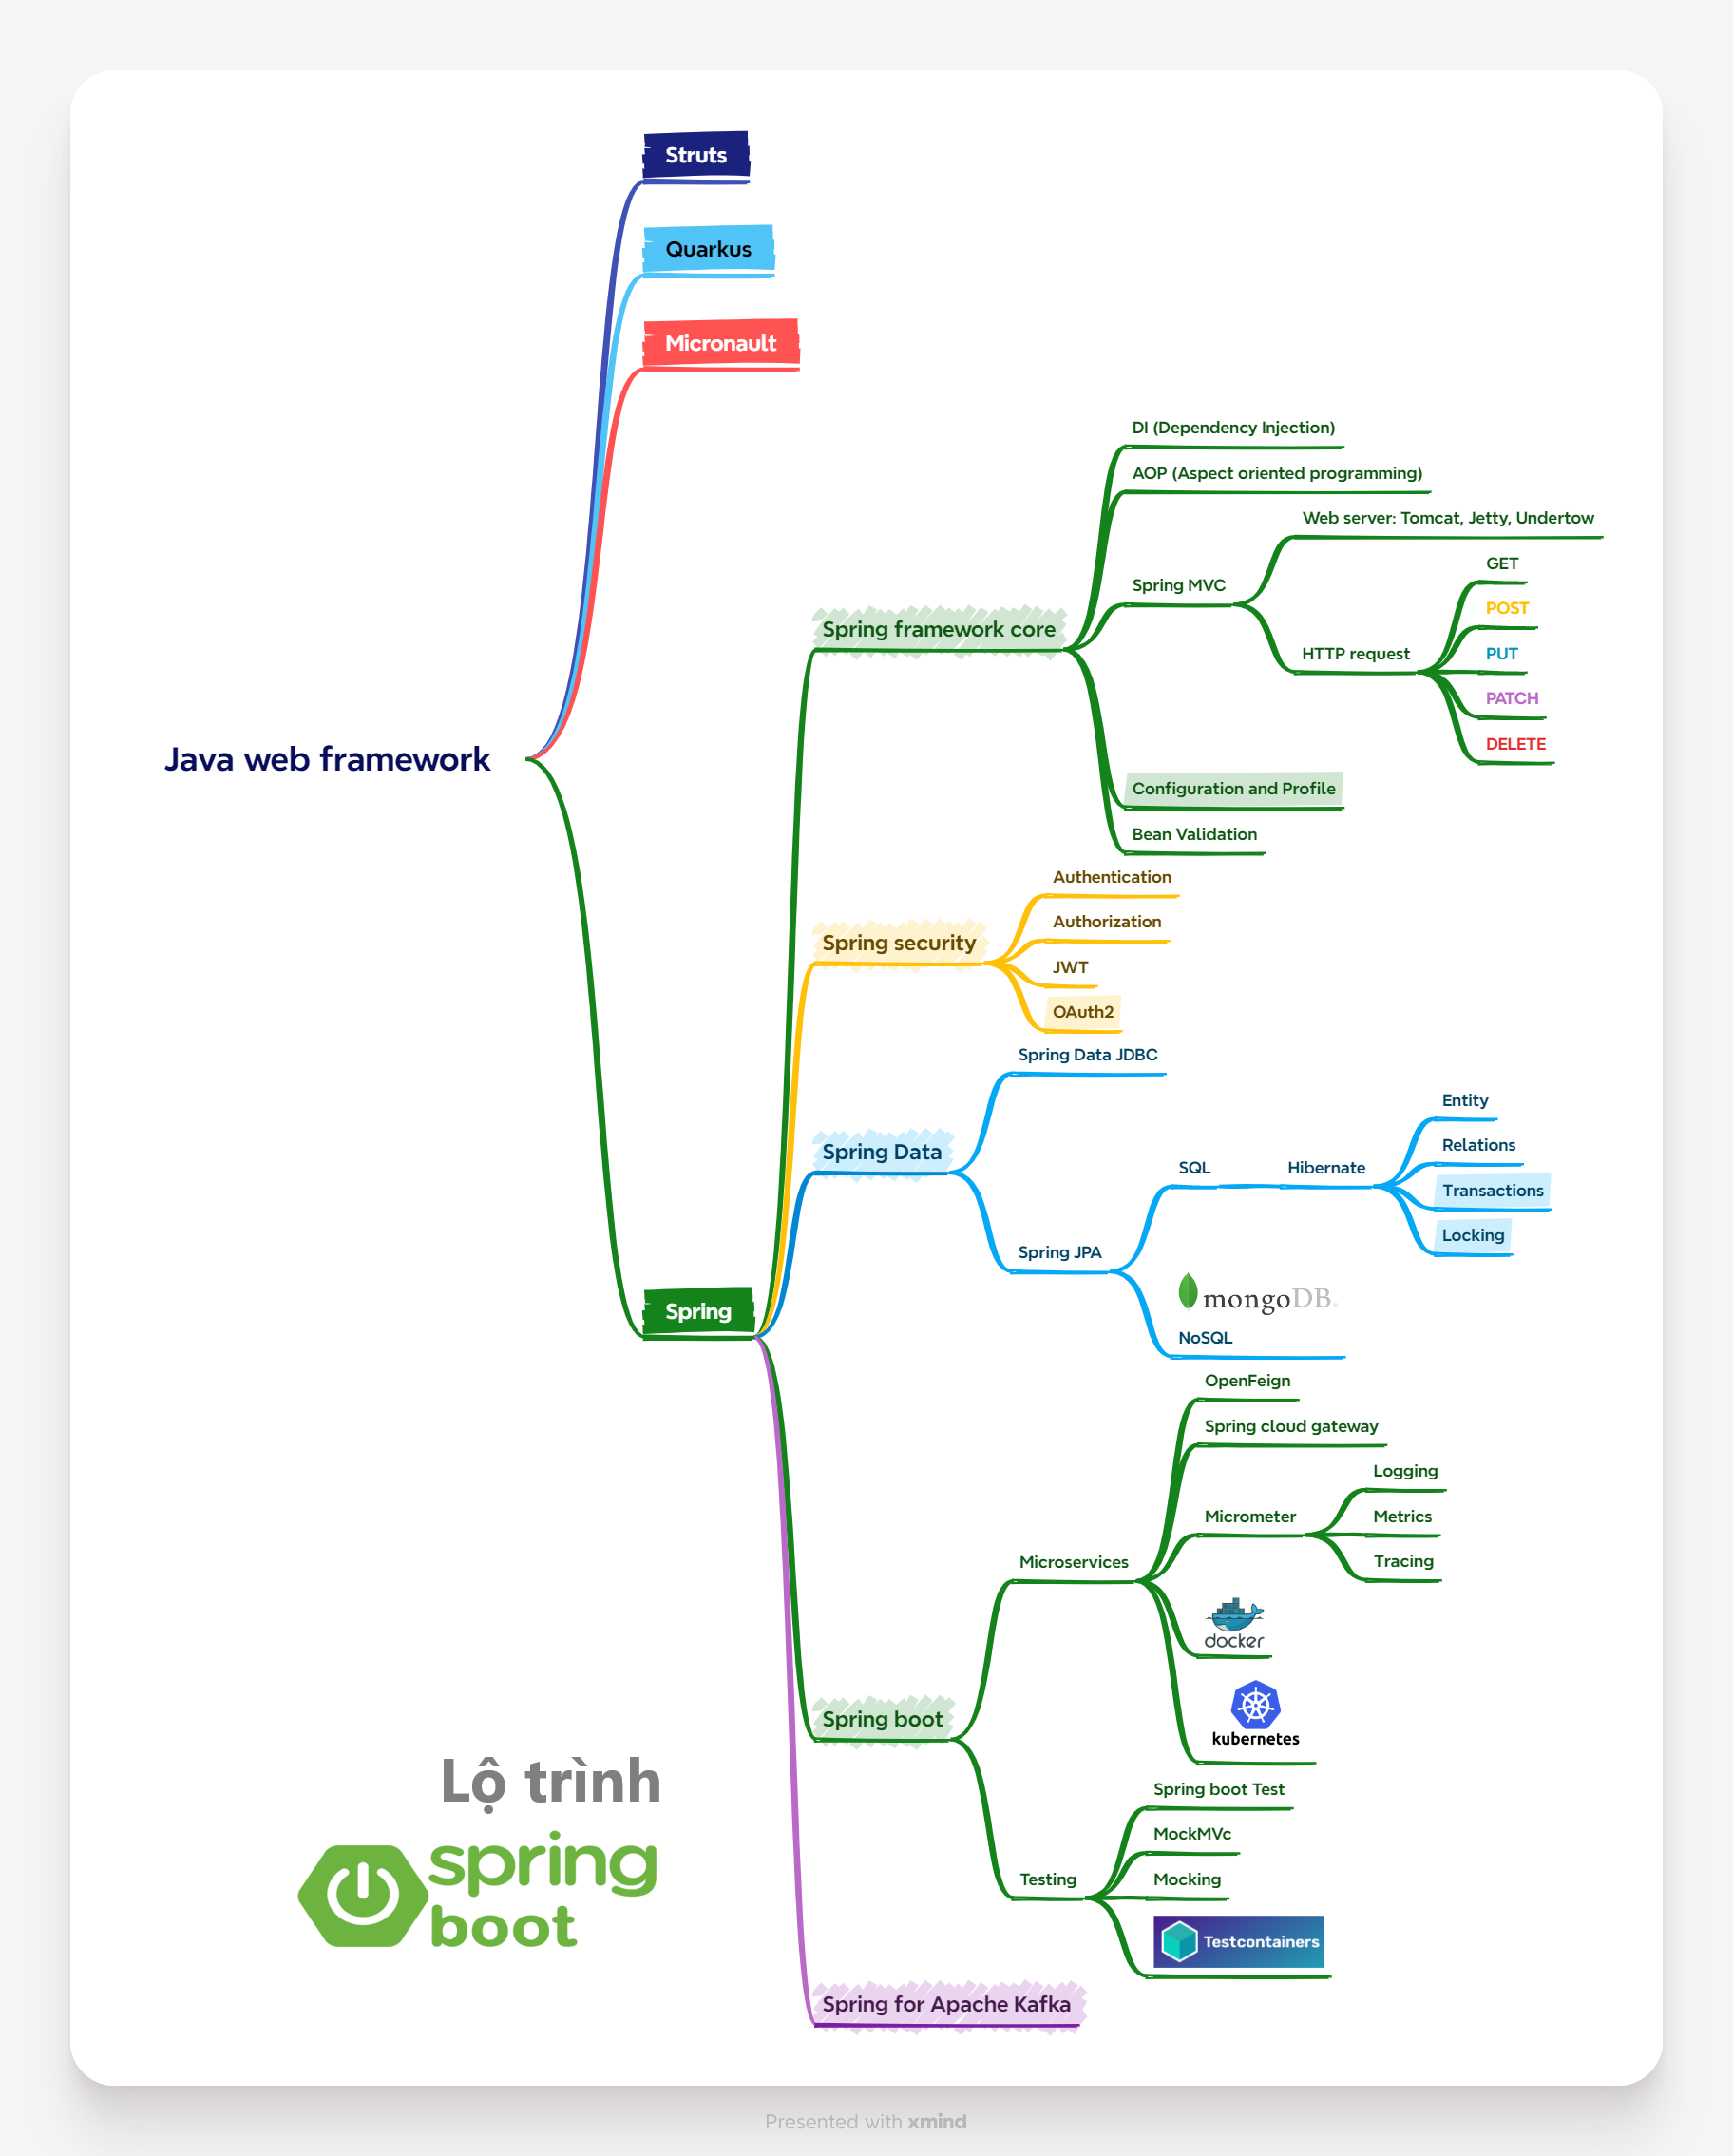 Struts
Quarkus
Micronault
Java web framework
Spring
Spring framework core
DI (Dependency Injection)
AOP (Aspect oriented programming)
Spring MVC
Web server: Tomcat, Jetty, Undertow
HTTP request
GET
POST
PUT
PATCH
DELETE
Configuration and Profile
Bean Validation
Spring security
Authentication
Authorization
JWT
OAuth2
Spring Data
Spring Data JDBC
Spring JPA
SQL
Hibernate
Entity
Relations
Transactions
Locking
mongoDB.
NoSQL
Spring boot
Microservices
OpenFeign
Spring cloud gateway
Micrometer
Logging
Metrics
Tracing
docker
kubernetes
Testing
Spring boot Test
MockMVc
Mocking
Testcontainers
Spring for Apache Kafka
Lộ trình
spring
boot
Presented with xmind